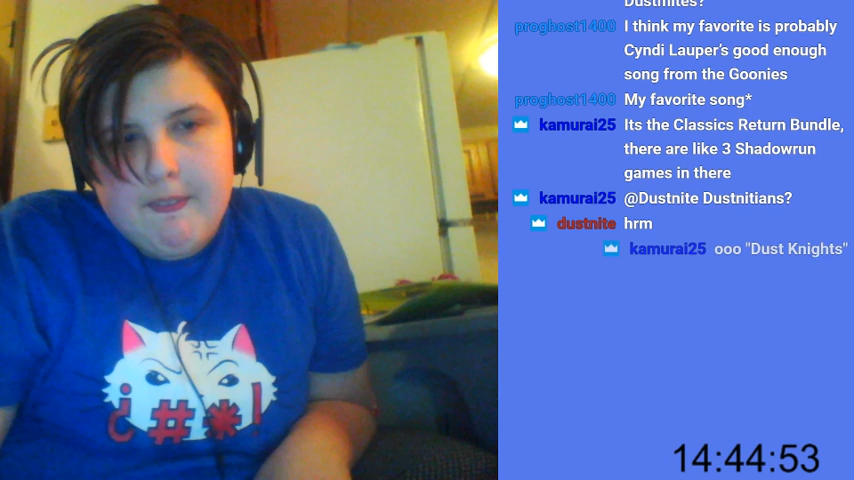 Dustmites?
proghost1400 I think my favorite is probably
Cyndi Lauper's good enough
song from the Goonies
proghost1400 My favorite song*
kamurai25 Its the Classics Return Bundle,
there are like 3 Shadowrun
games in there
kamurai25 @Dustnite Dustnitians?
dustnite hrm
kamurai25 ooo "Dust Knights"
¿#*!
14:44:53